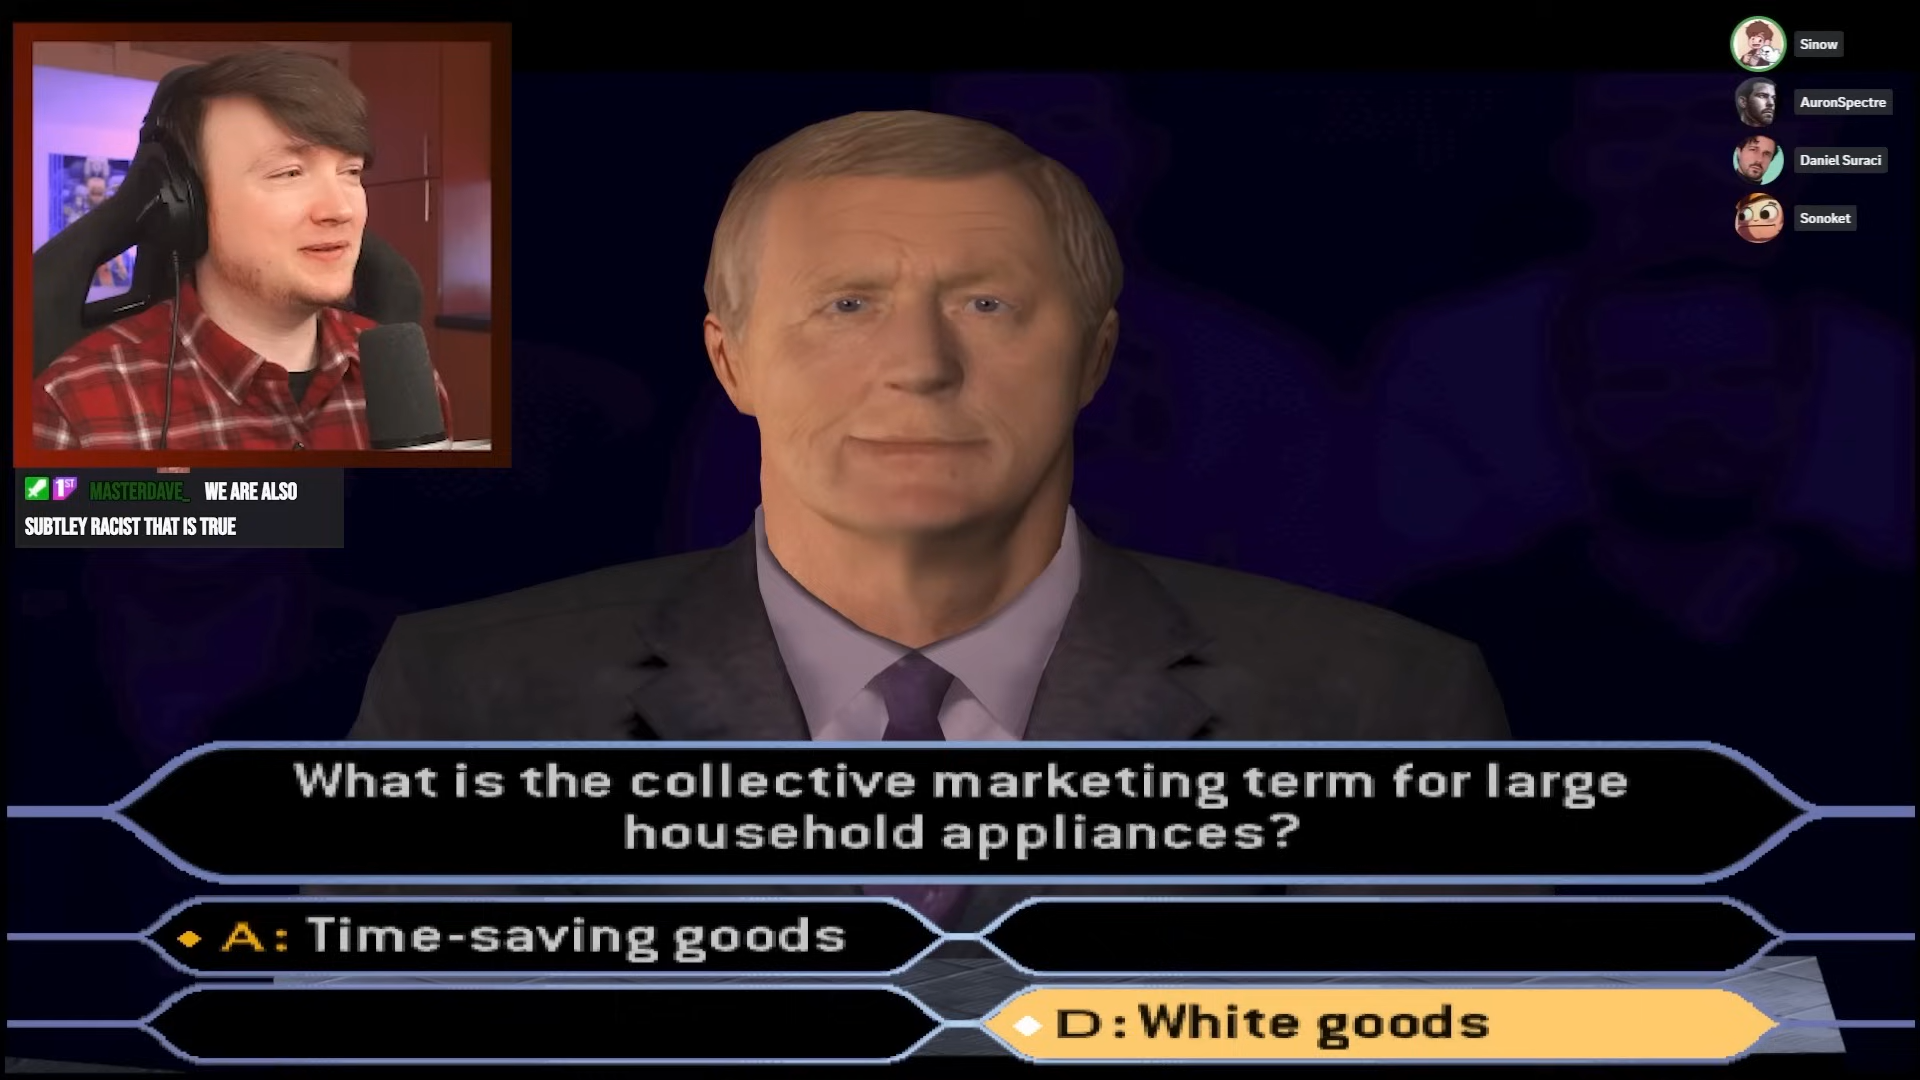 Sinow
AuronSpectre
Daniel Suraci
Sonoket
1ST MASTERDAVE_ WE ARE ALSO
SUBTLEY RACIST THAT IS TRUE
What is the collective marketing term for large
household appliances?
A: Time-saving goods
D: White goods